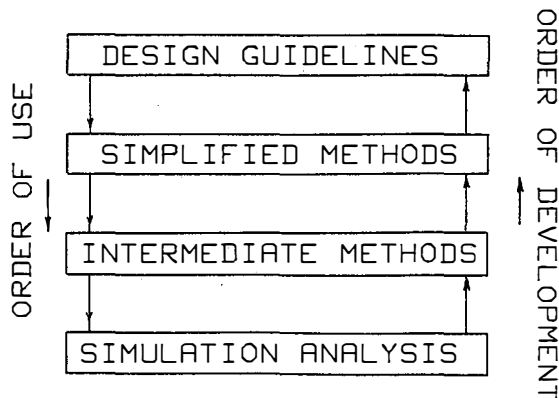 DESIGN GUIDELINES
SIMPLIFIED METHODS
INTERMEDIATE METHODS
SIMULATION ANALYSIS
ORDER OF USE
ORDER OF DEVELOPMENT